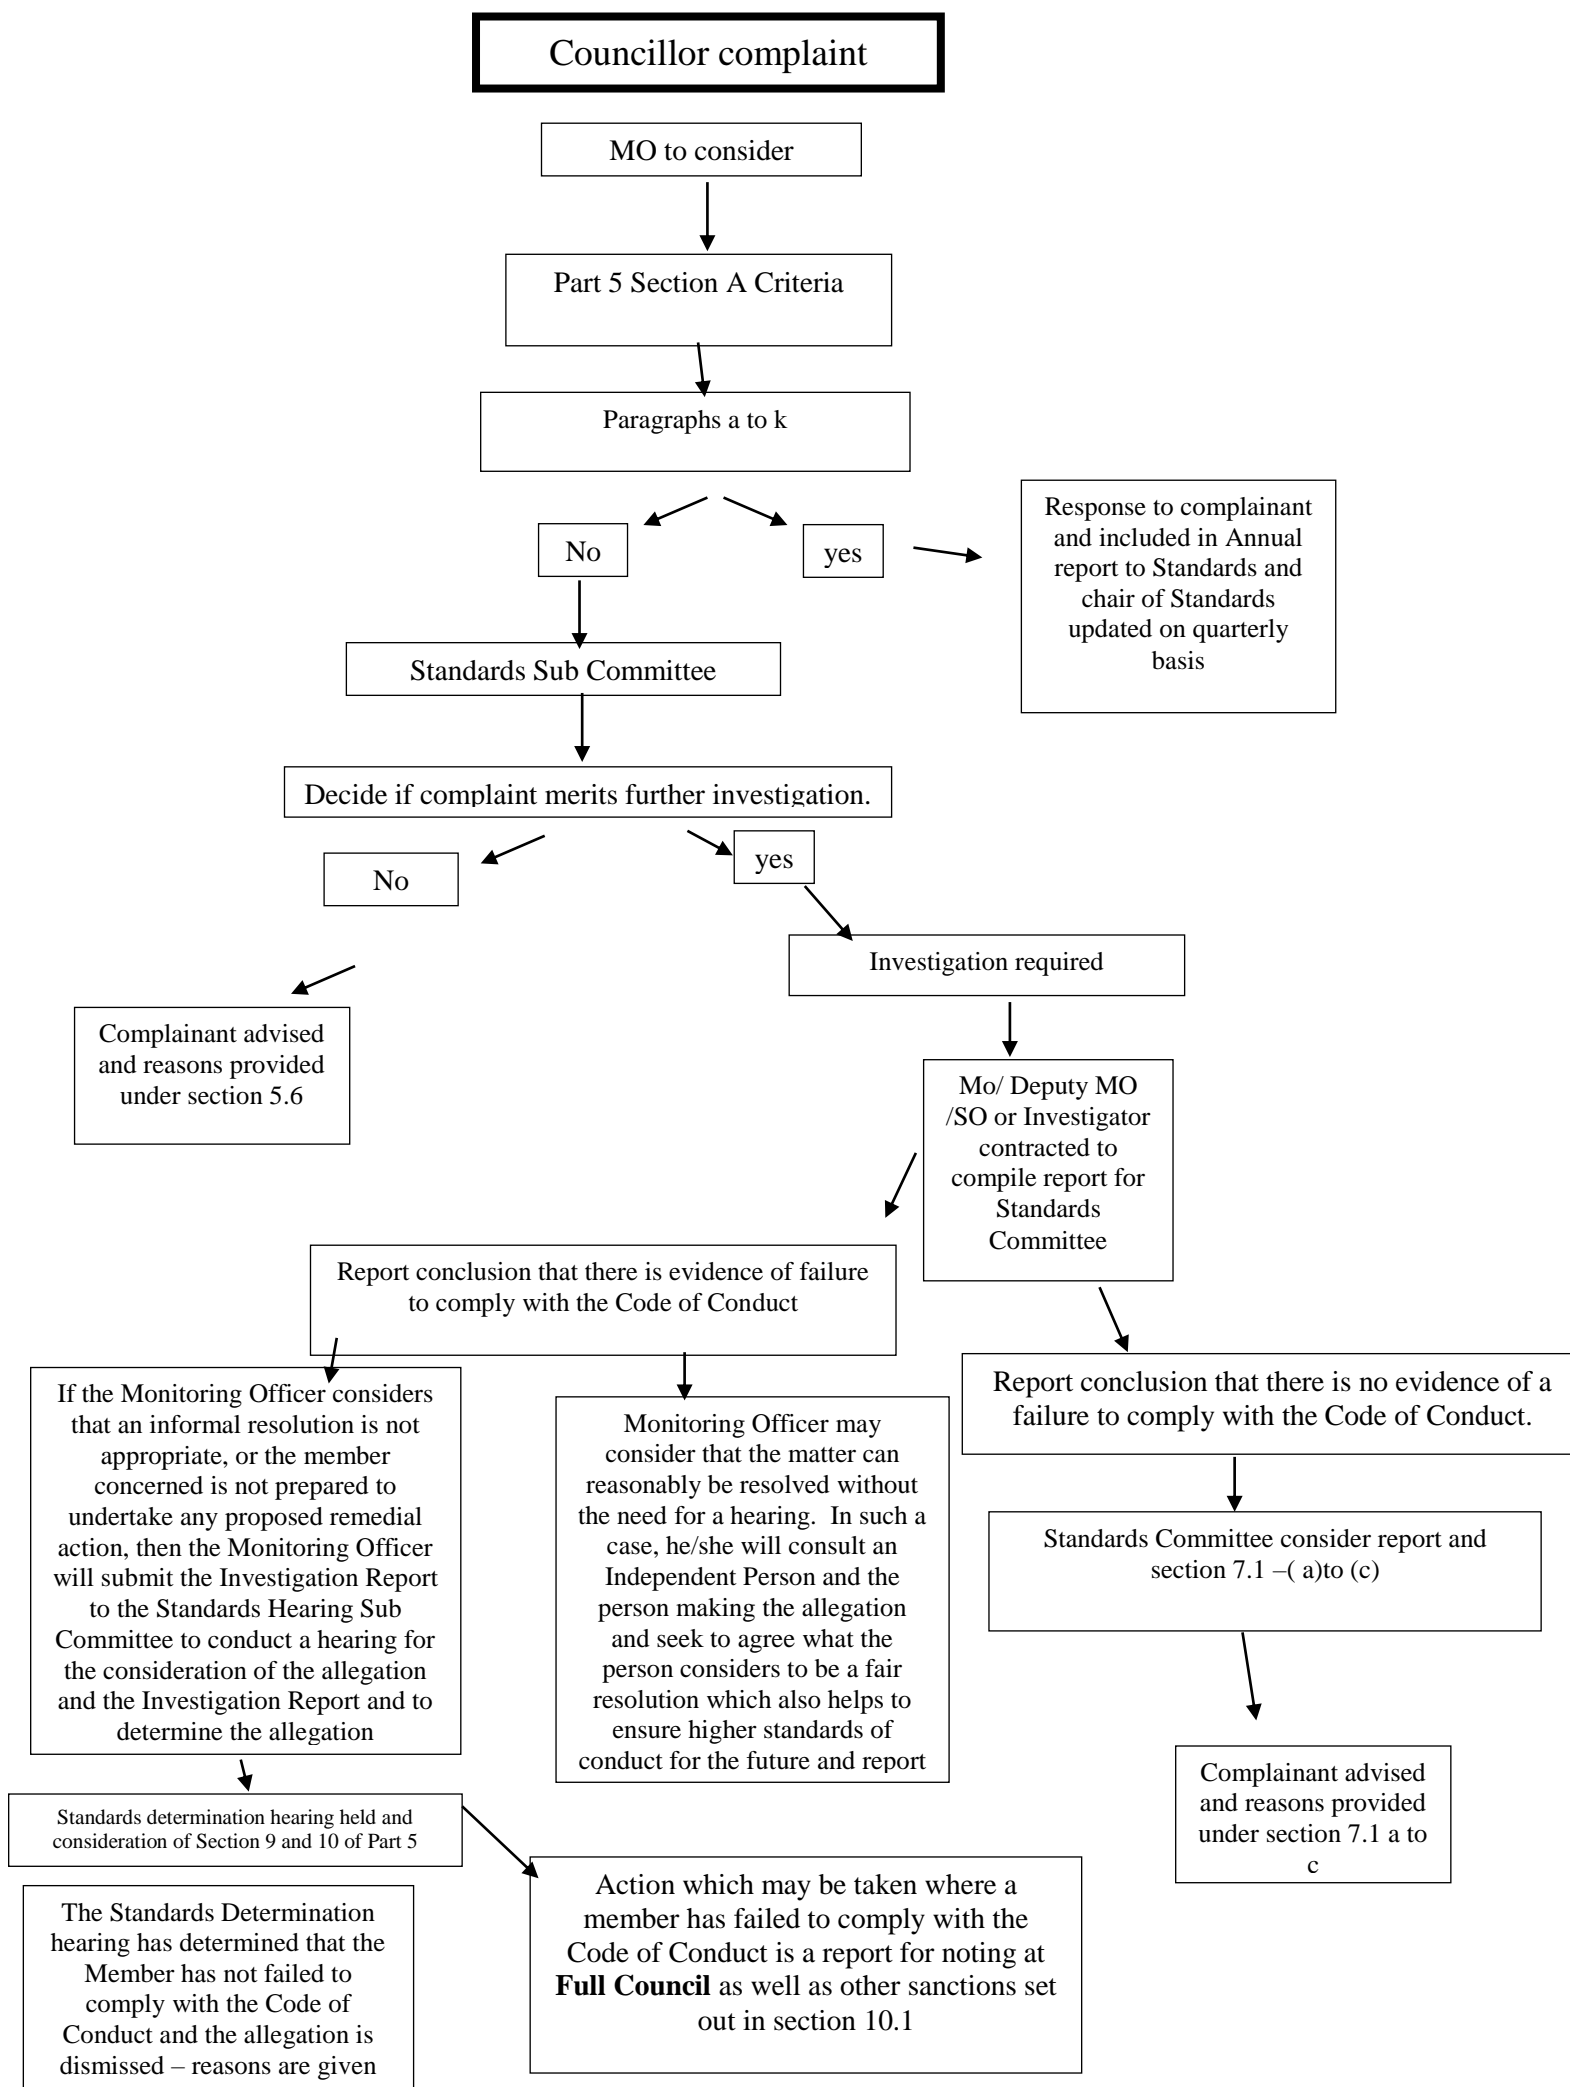 Councillor complaint
MO to consider
Part 5 Section A Criteria
Paragraphs a to k
No
yes
Response to complainant
and included in Annual
report to Standards and
chair of Standards
updated on quarterly
basis
Standards Sub Committee
Decide if complaint merits further investigation.
No
yes
Investigation required
Complainant advised
and reasons provided
under section 5.6
Mo/ Deputy MO
/SO or Investigator
contracted to
compile report for
Standards
Committee
Report conclusion that there is evidence of failure
to comply with the Code of Conduct
If the Monitoring Officer considers
that an informal resolution is not
appropriate, or the member
concerned is not prepared to
undertake any proposed remedial
action, then the Monitoring Officer
will submit the Investigation Report
to the Standards Hearing Sub
Committee to conduct a hearing for
the consideration of the allegation
and the Investigation Report and to
determine the allegation
Monitoring Officer may
consider that the matter can
reasonably be resolved without
the need for a hearing.  In such a
case, he/she will consult an
Independent Person and the
person making the allegation
and seek to agree what the
person considers to be a fair
resolution which also helps to
ensure higher standards of
conduct for the future and report
Report conclusion that there is no evidence of a
failure to comply with the Code of Conduct.
Standards Committee consider report and
section 7.1 –( a)to (c)
Complainant advised
and reasons provided
under section 7.1 a to
c
Standards determination hearing held and
consideration of Section 9 and 10 of Part 5
The Standards Determination
hearing has determined that the
Member has not failed to
comply with the Code of
Conduct and the allegation is
dismissed – reasons are given
Action which may be taken where a
member has failed to comply with the
Code of Conduct is a report for noting at
Full Council as well as other sanctions set
out in section 10.1